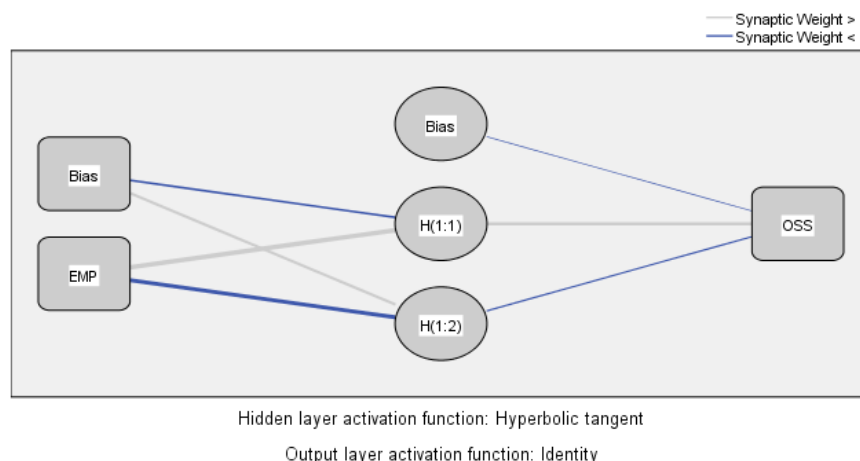 Synaptic Weight >
Synaptic Weight <
Bias
Bias
H(1:1)
OSS
EMP
H(1:2)
Hidden layer activation function: Hyperbolic tangent
Output layer activation function: Identity